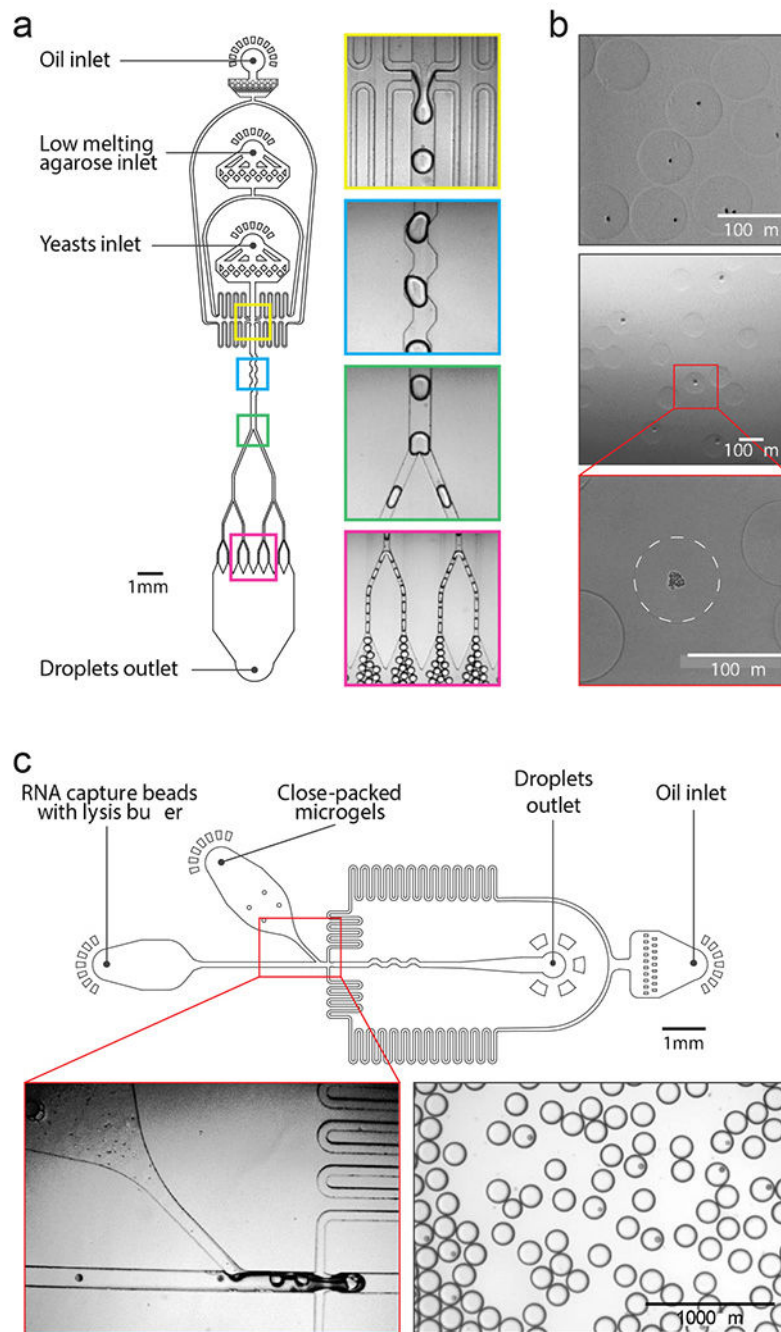 a
Oil inlet
Low melting
agarose inlet
Yeasts inlet
1mm
Droplets outlet
b
100 m
100 m
100 m
c
RNA capture beads
with lysis bu er
Close-packed
microgels
Droplets
outlet
Oil inlet
1mm
1000 m